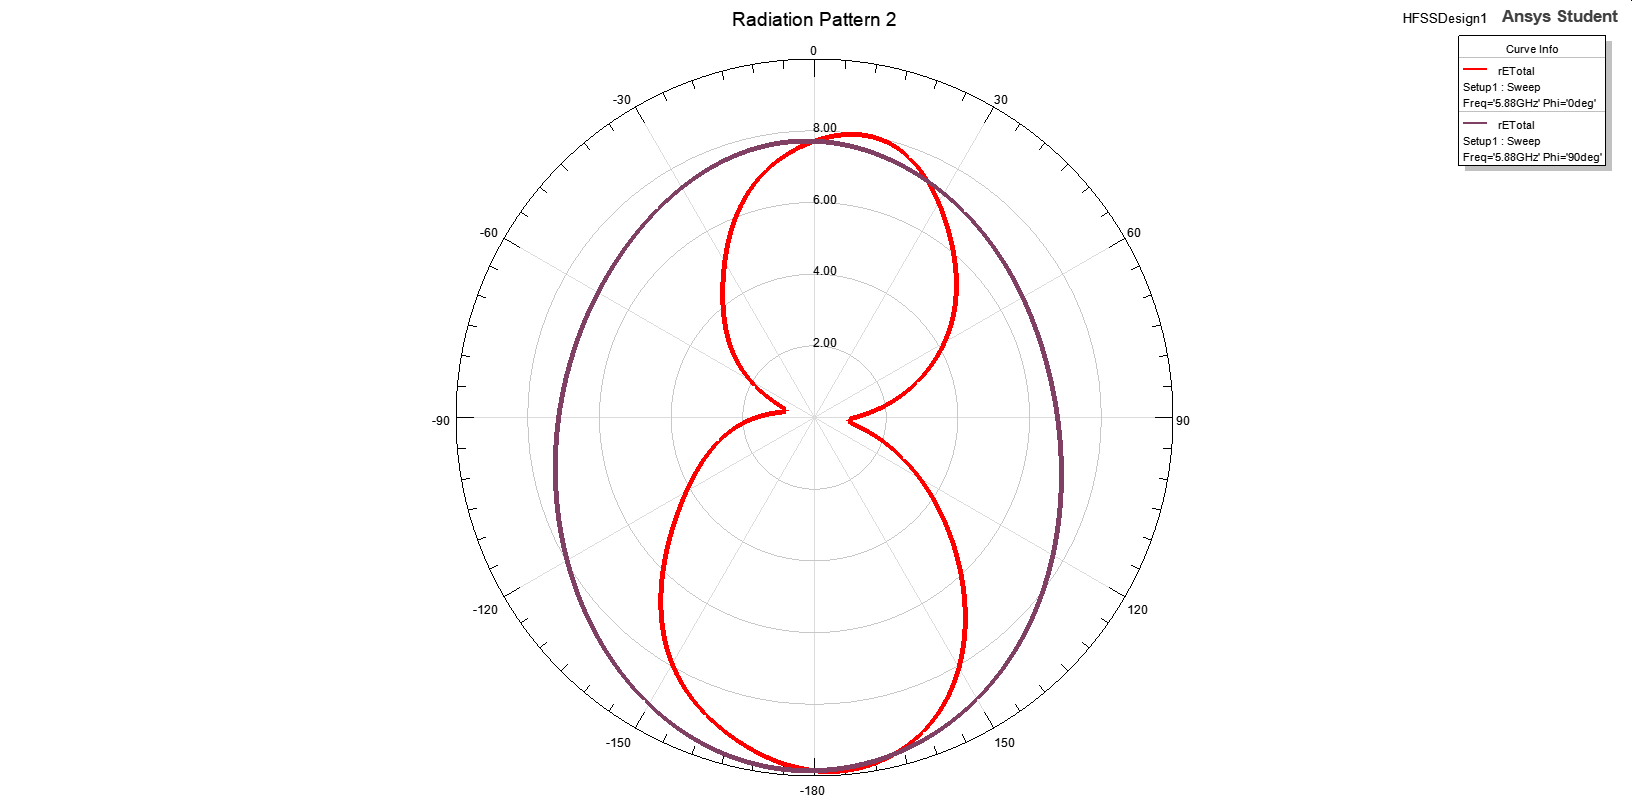 Radiation Pattern 2
HFSSDesign1
Ansys Student
Curve Info
rETotal
Setup1 : Sweep
Freq='5.88GHz' Phi='0deg'
rETotal
Setup1 : Sweep
Freq='5.88GHz' Phi='90deg'
0
-30
30
8.00
-60
6.00
60
4.00
2.00
-90
90
-120
120
-150
150
-180